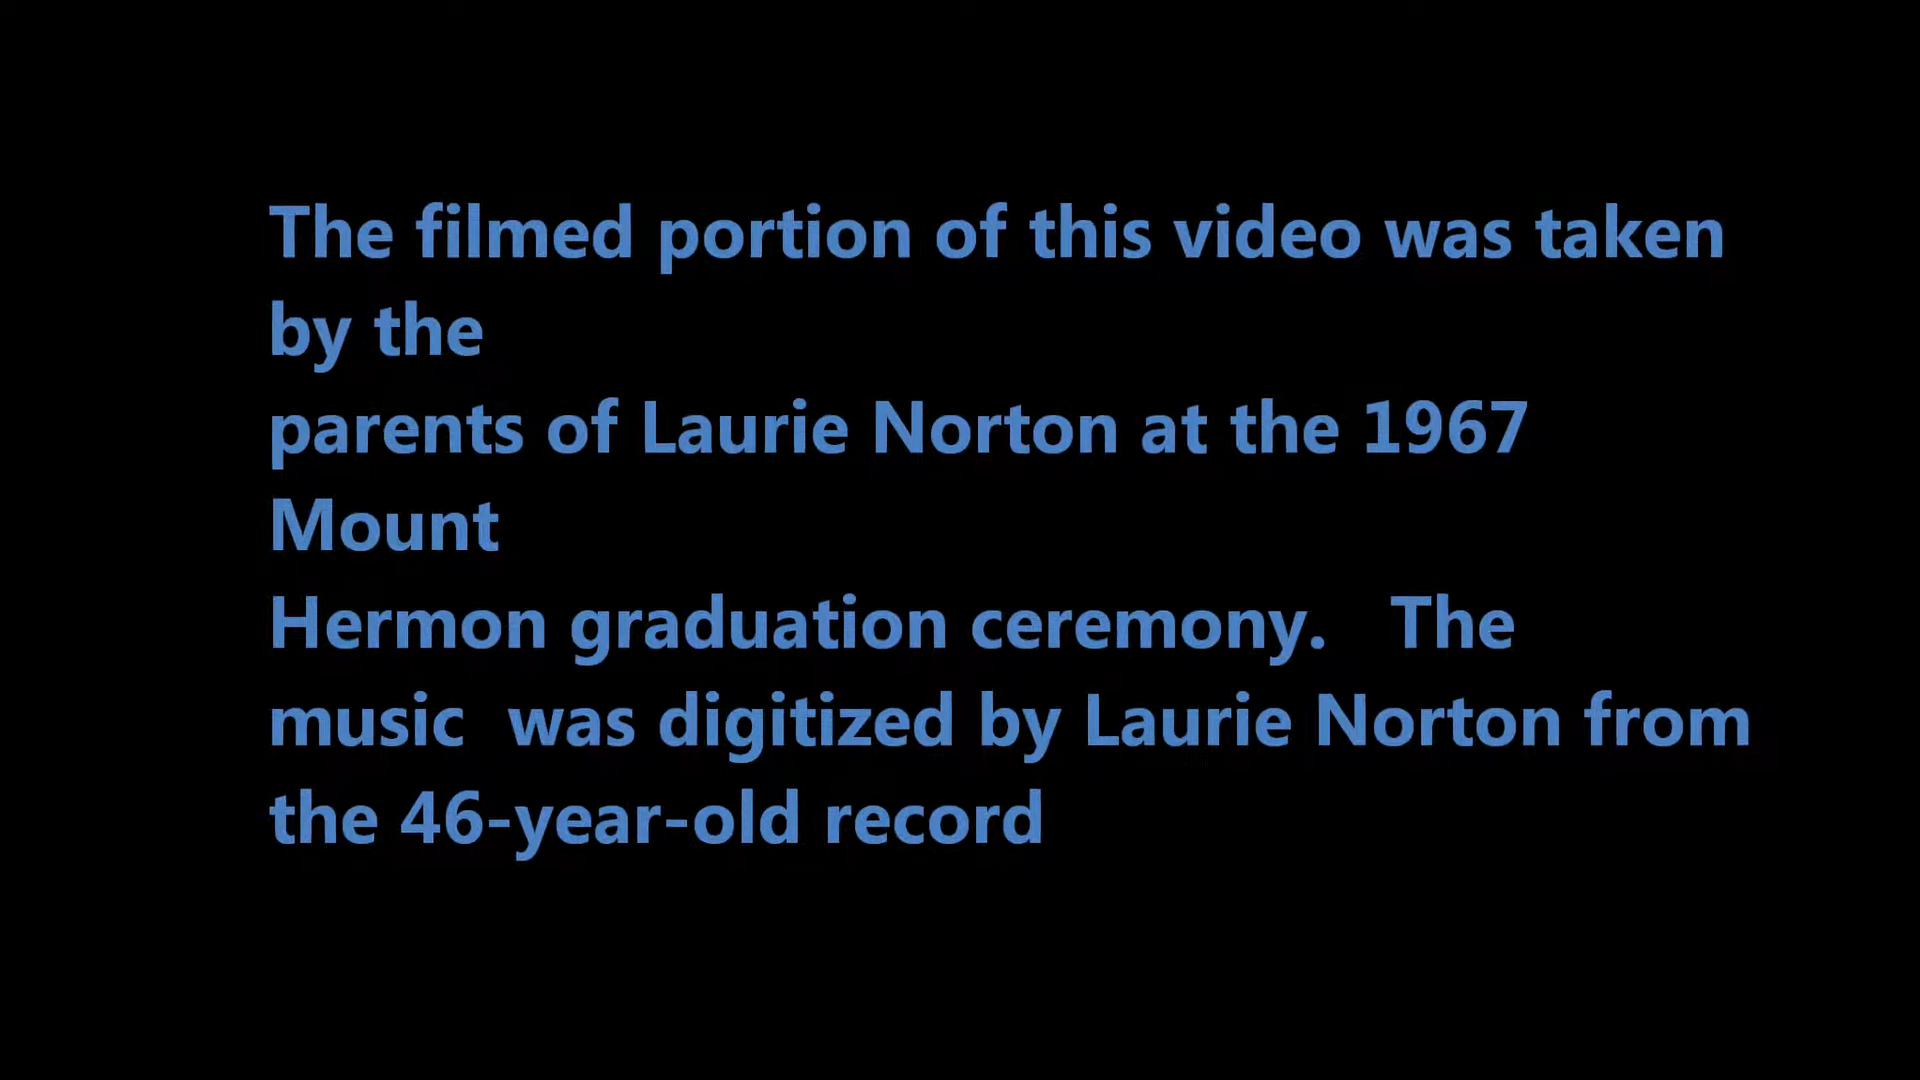 The filmed portion of this video was taken
by the
parents of Laurie Norton at the 1967
Mount
Hermon graduation ceremony.   The
music  was digitized by Laurie Norton from
the 46-year-old record